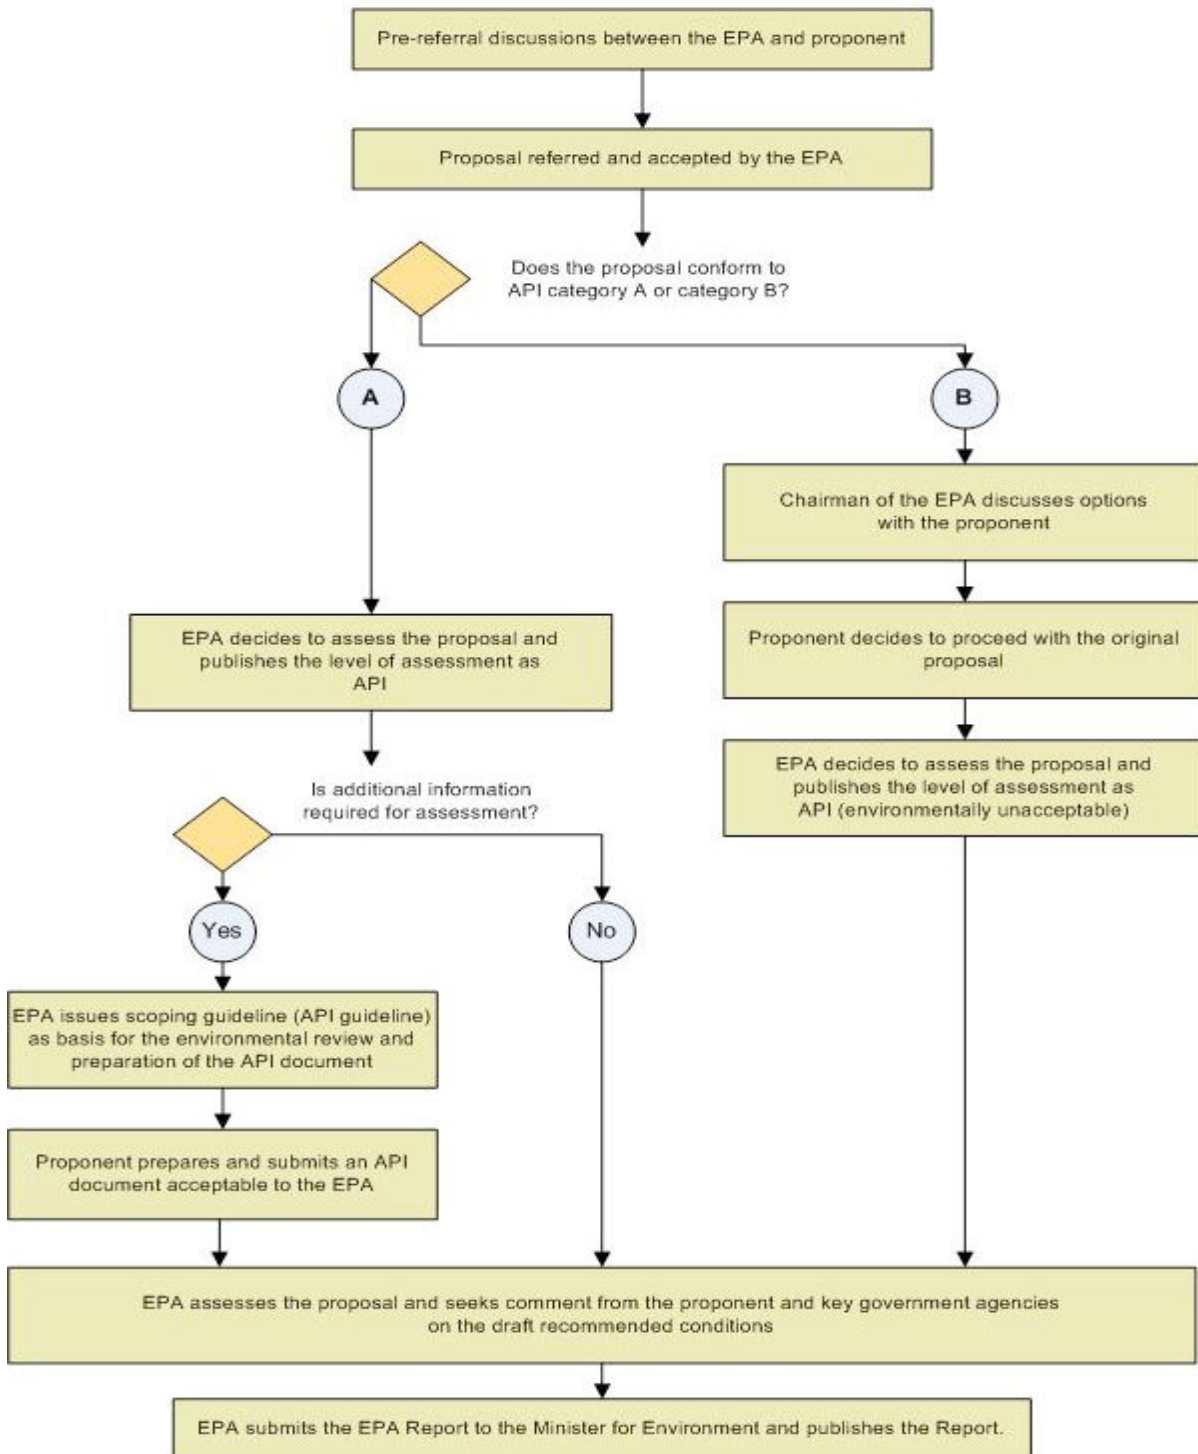 Pre-referral discussions between the EPA and proponent
Proposal referred and accepted by the EPA
Does the proposal conform to
API category A or category B?
A
B
Chairman of the EPA discusses options
with the proponent
Proponent decides to proceed with the original
proposal
EPA decides to assess the proposal and
publishes the level of assessment as
API
EPA decides to assess the proposal and
publishes the level of assessment as
API (environmentally unacceptable)
Is additional information
required for assessment?
Yes
No
EPA issues scoping guideline (API guideline)
as basis for the environmental review and
preparation of the API document
Proponent prepares and submits an API
document acceptable to the EPA
EPA assesses the proposal and seeks comment from the proponent and key government agencies
on the draft recommended conditions
EPA submits the EPA Report to the Minister for Environment and publishes the Report.